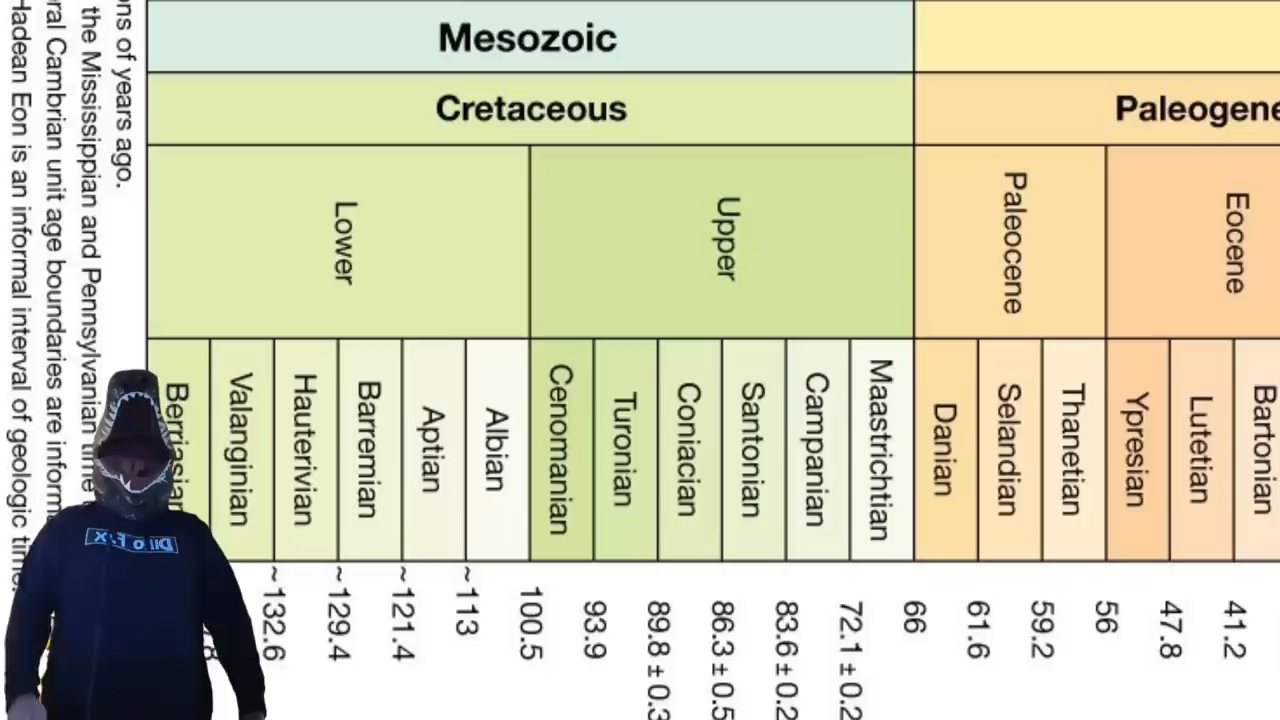 Mesozoic
Cretaceous
Paleogene
Lower
Upper
Paleocene
Eocene
Berriasian
Valanginian
Hauterivian
Barremian
Aptian
Albian
Cenomanian
Turonian
Coniacian
Santonian
Campanian
Maastrichtian
Danian
Selandian
Thanetian
Ypresian
Lutetian
Bartonian
~132.6
~129.4
~121.4
~113
100.5
93.9
89.8 ± 0.3
86.3 ± 0.5
83.6 ± 0.2
72.1 ± 0.2
66
61.6
59.2
56
47.8
41.2
ons of years ago.
the Mississippian and Pennsylvanian time
eral Cambrian unit age boundaries are inform
Hadean Eon is an informal interval of geologic time.